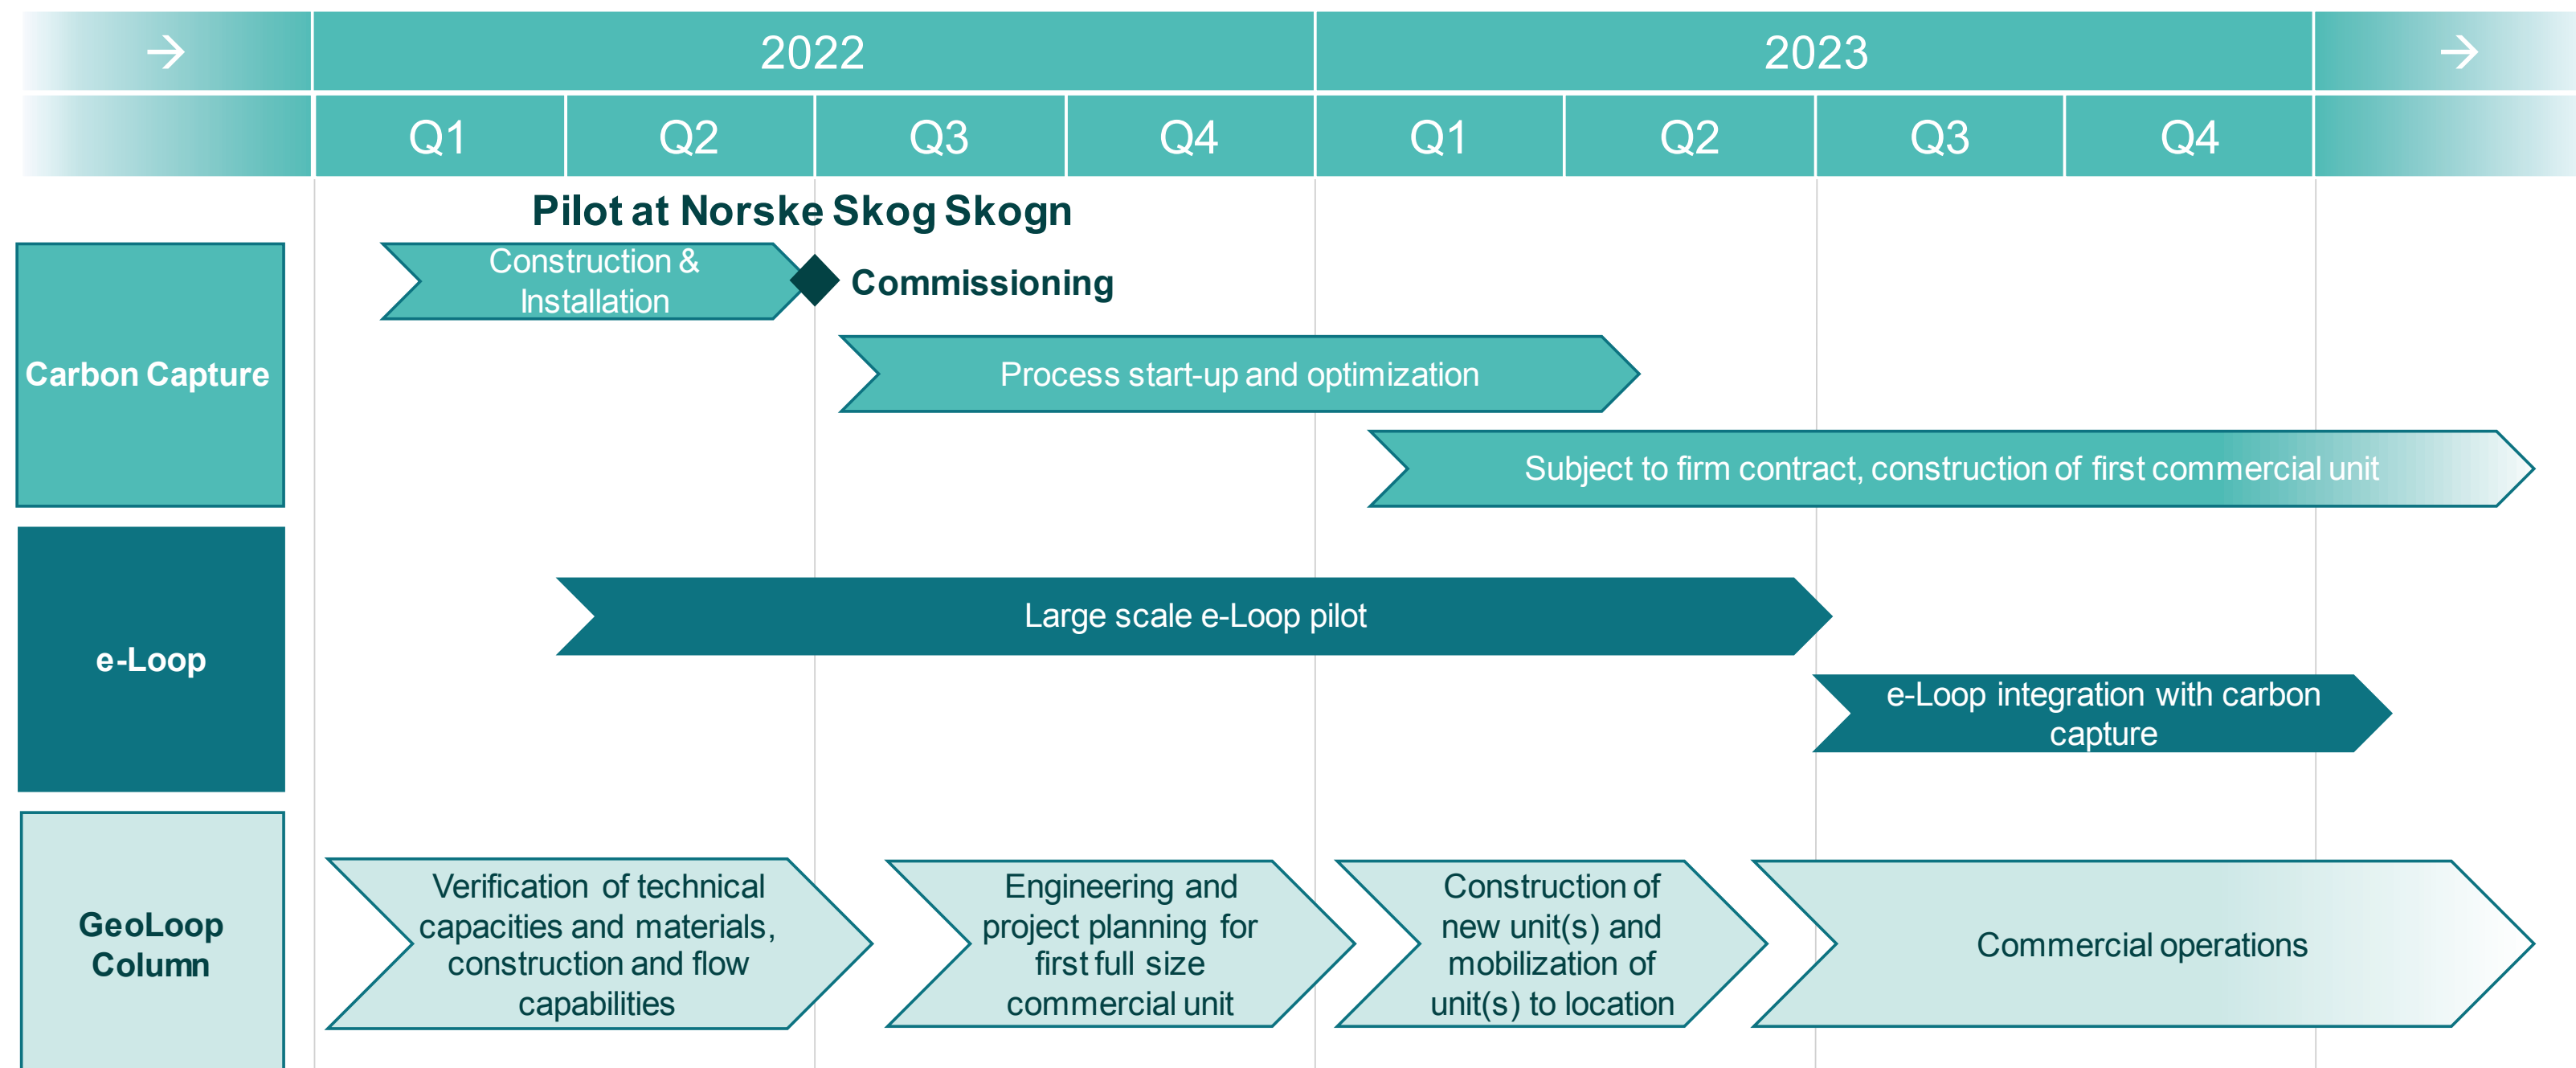 → 2022 2023 →
Q1 Q2 Q3 Q4 Q1 Q2 Q3 Q4
Pilot at Norske Skog Skogn
Carbon Capture
Construction &
Installation
Commissioning
Process start-up and optimization
Subject to firm contract, construction of first commercial unit
e-Loop
Large scale e-Loop pilot
e-Loop integration with carbon
capture
GeoLoop
Column
Verification of technical
capacities and materials,
construction and flow
capabilities
Engineering and
project planning for
first full size
commercial unit
Construction of
new unit(s) and
mobilization of
unit(s) to location
Commercial operations